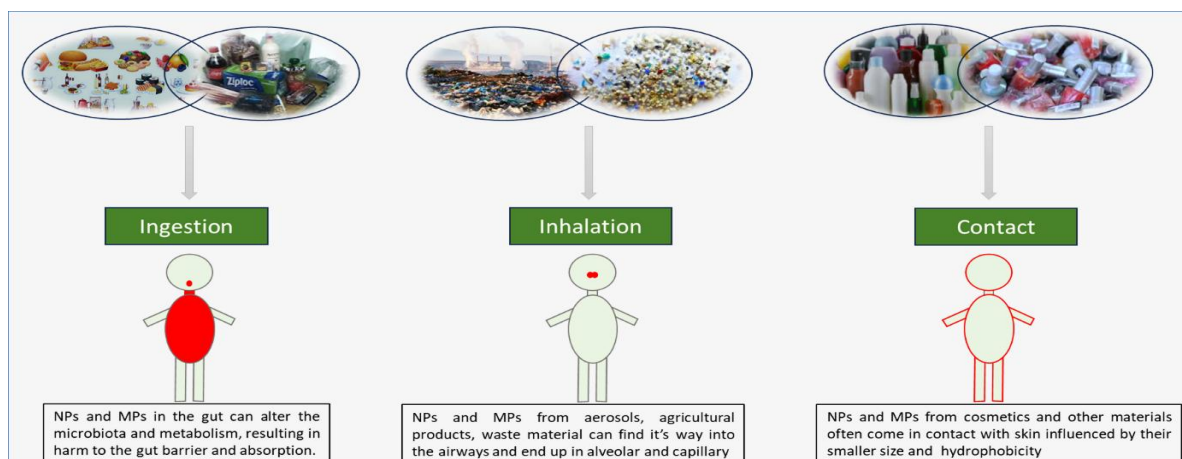 Ziploc
Ingestion
Inhalation
Contact
NPs and MPs in the gut can alter the
microbiota and metabolism, resulting in
harm to the gut barrier and absorption.
NPs and MPs from aerosols, agricultural
products, waste material can find it's way into
the airways and end up in alveolar and capillary
NPs and MPs from cosmetics and other materials
often come in contact with skin influenced by their
smaller size and hydrophobicity